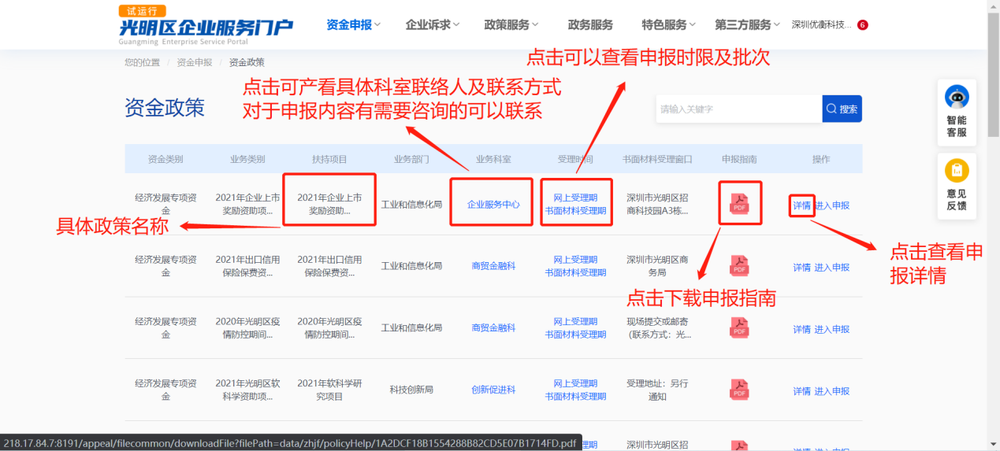 试运行
光明区企业服务门户
Guangming Enterprise Service Portal
资金申报 企业诉求 政策服务 政务服务 特色服务 第三方服务 深圳优衡科技... 6
您的位置 / 资金申报 / 资金政策
点击可以查看申报时限及批次
点击可产看具体科室联络人及联系方式
对于申报内容有需要咨询的可以联系
资金政策
请输入关键字 搜索
智能
客服
意见
反馈
资金类别 业务类别 扶持项目 业务部门 业务科室 受理时间 书面材料受理窗口 申报指南 操作
经济发展专项资金 2021年企业上市奖励资助项... 2021年企业上市奖励资助... 工业和信息化局 企业服务中心 网上受理期 书面材料受理期 深圳市光明区招商科技园A3栋... PDF 详情 进入申报
具体政策名称
点击查看申
报详情
经济发展专项资金 2021年出口信用保险保费资... 2021年出口信用保险保费资... 工业和信息化局 商贸金融科 网上受理期 书面材料受理期 深圳市光明区商务局 PDF 详情 进入申报
点击下载申报指南
经济发展专项资金 2020年光明区疫情防控期间... 2020年光明区疫情防控期间... 工业和信息化局 商贸金融科 网上受理期 书面材料受理期 现场提交或邮寄(联系方式：光... PDF 详情 进入申报
经济发展专项资金 2021年光明区软科学资助项... 2021年软科学研究项目 科技创新局 创新促进科 网上受理期 书面材料受理期 受理地址：另行通知 PDF 详情 进入申报
218.17.84.7:8191/appeal/filecommon/downloadFile?filePath=data/zhjf/policyHelp/1A2DCF18B1554288B82CD5E07B1714FD.pdf
深圳市光明区招